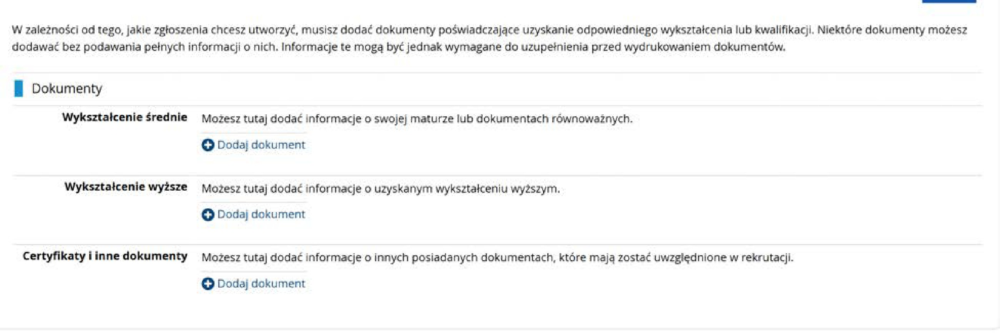 W zależności od tego, jakie zgłoszenia chcesz utworzyć, musisz dodać dokumenty poświadczające uzyskanie odpowiedniego wykształcenia lub kwalifikacji. Niektóre dokumenty możesz
dodawać bez podawania pełnych informacji o nich. Informacje te mogą być jednak wymagane do uzupełnienia przed wydrukowaniem dokumentów.
Dokumenty
Wykształcenie średnie Możesz tutaj dodać informacje o swojej maturze lub dokumentach równoważnych.
Dodaj dokument
Wykształcenie wyższe Możesz tutaj dodać informacje o uzyskanym wykształceniu wyższym.
Dodaj dokument
Certyfikaty i inne dokumenty Możesz tutaj dodać informacje o innych posiadanych dokumentach, które mają zostać uwzględnione w rekrutacji.
Dodaj dokument